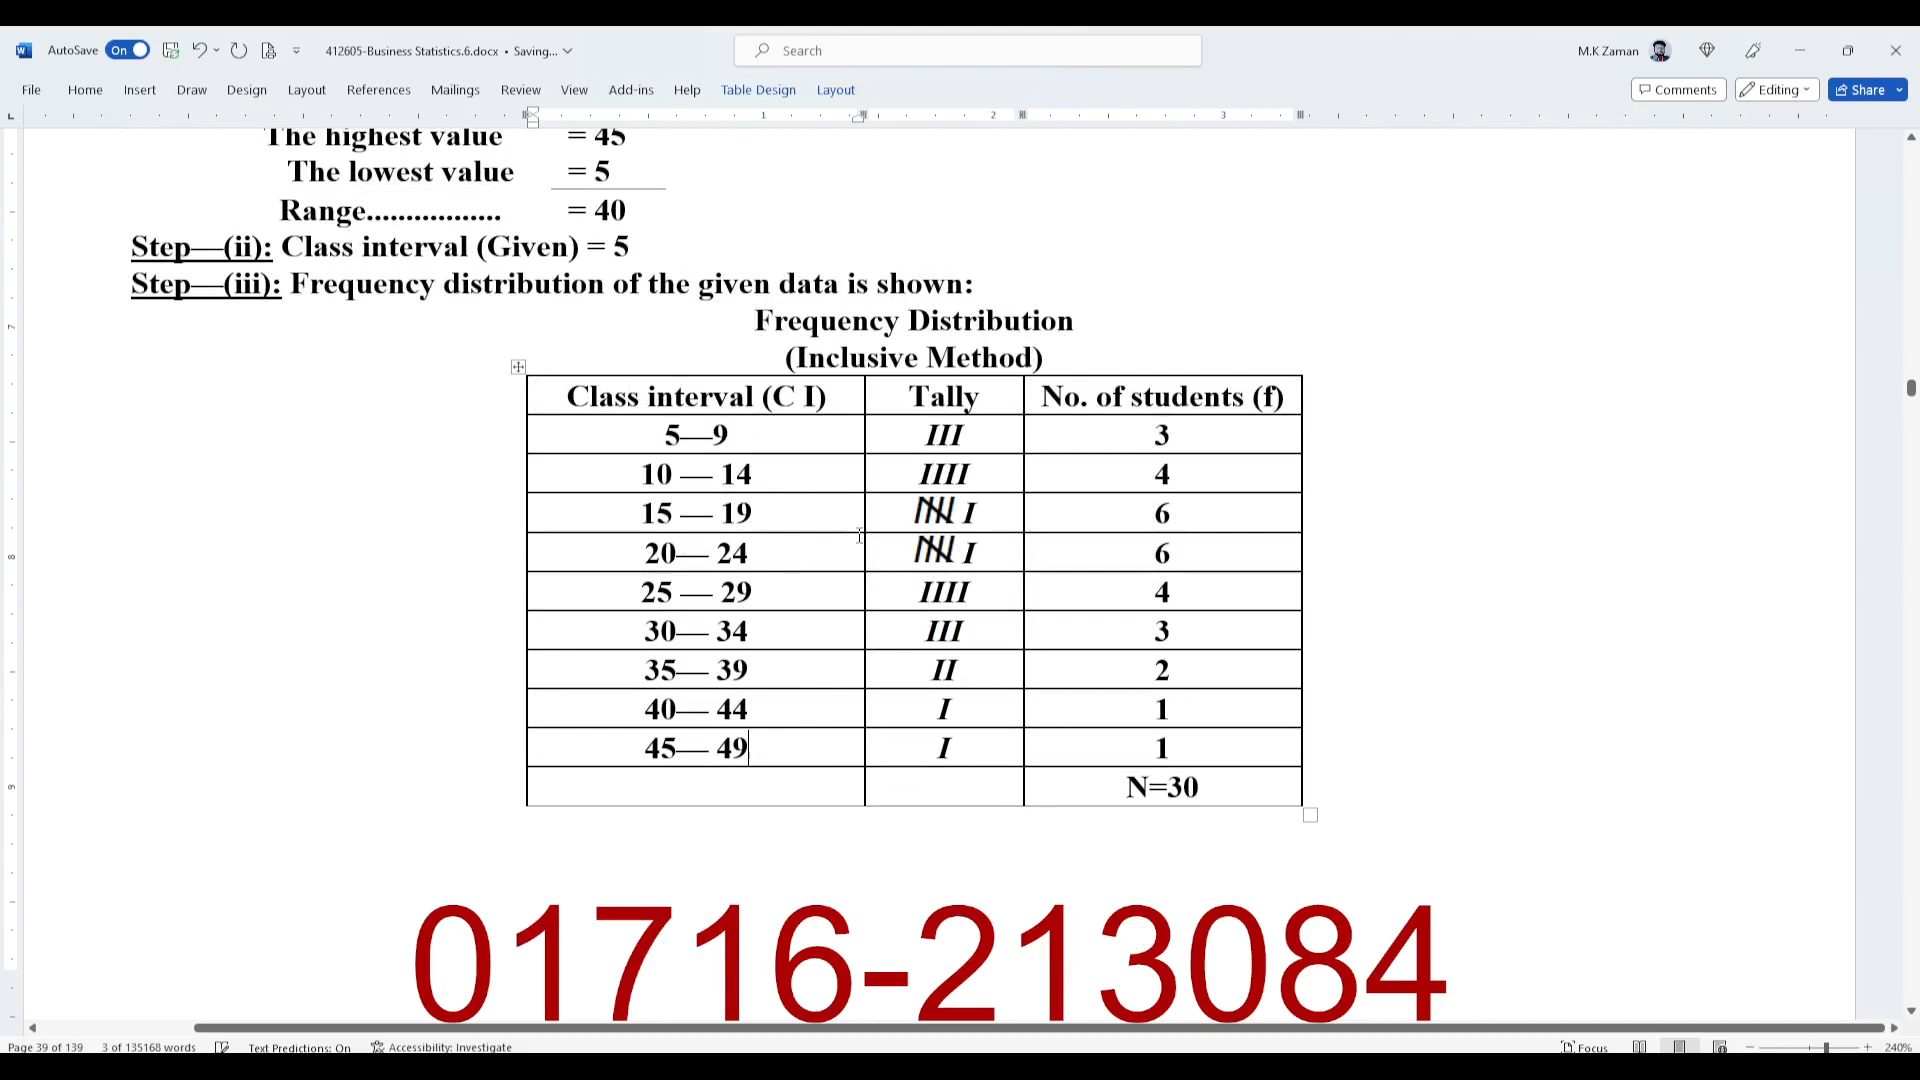 AutoSave On 412605-Business Statistics.6.docx • Saving... Search M.K Zaman
File Home Insert Draw Design Layout References Mailings Review View Add-ins Help Table Design Layout Comments Editing Share
1 2 3
The highest value = 45
The lowest value = 5
Range................. = 40
Step—(ii): Class interval (Given) = 5
Step—(iii): Frequency distribution of the given data is shown:
Frequency Distribution
(Inclusive Method)
Class interval (C I) Tally No. of students (f)
5—9 III 3
10 — 14 IIII 4
15 — 19 IIII I 6
20— 24 IIII I 6
25 — 29 IIII 4
30— 34 III 3
35— 39 II 2
40— 44 I 1
45— 49 I 1
N=30
01716-213084
Page 39 of 139 3 of 135168 words Text Predictions: On Accessibility: Investigate Focus 240%